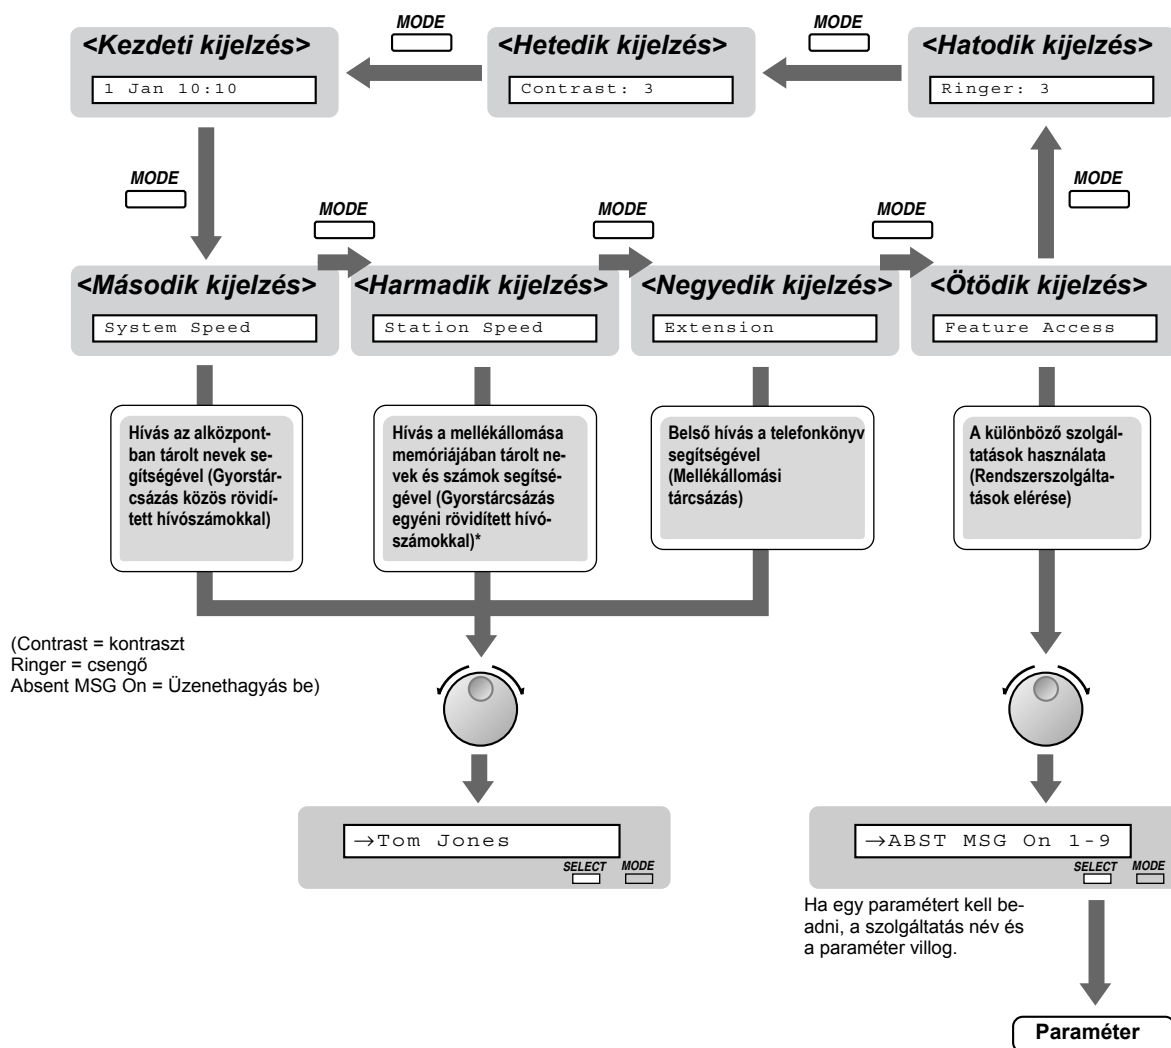 MODE
MODE
<Kezdeti kijelzés>
<Hetedik kijelzés>
<Hatodik kijelzés>
1 Jan 10:10
Contrast: 3
Ringer: 3
MODE
MODE
MODE
MODE
MODE
<Második kijelzés>
<Harmadik kijelzés>
<Negyedik kijelzés>
<Ötödik kijelzés>
System Speed
Station Speed
Extension
Feature Access
Hívás az alközpont-
ban tárolt nevek se-
gítségével (Gyorstár-
csázás közös rövidí-
tett hívószámokkal)
Hívás a mellékállomása
memóriájában tárolt ne-
vek és számok segítsé-
gével (Gyorstárcsázás
egyéni rövidített hívó-
számokkal)*
Belső hívás a telefonkönyv
segítségével
(Mellékállomási
tárcsázás)
A különböző szolgál-
tatások használata
(Rendszerszolgálta-
tások elérése)
(Contrast = kontraszt
Ringer = csengő
Absent MSG On = Üzenethagyás be)
→Tom Jones
SELECT MODE
→ABST MSG On 1-9
SELECT MODE
Ha egy paramétert kell be-
adni, a szolgáltatás név és
a paraméter villog.
Paraméter